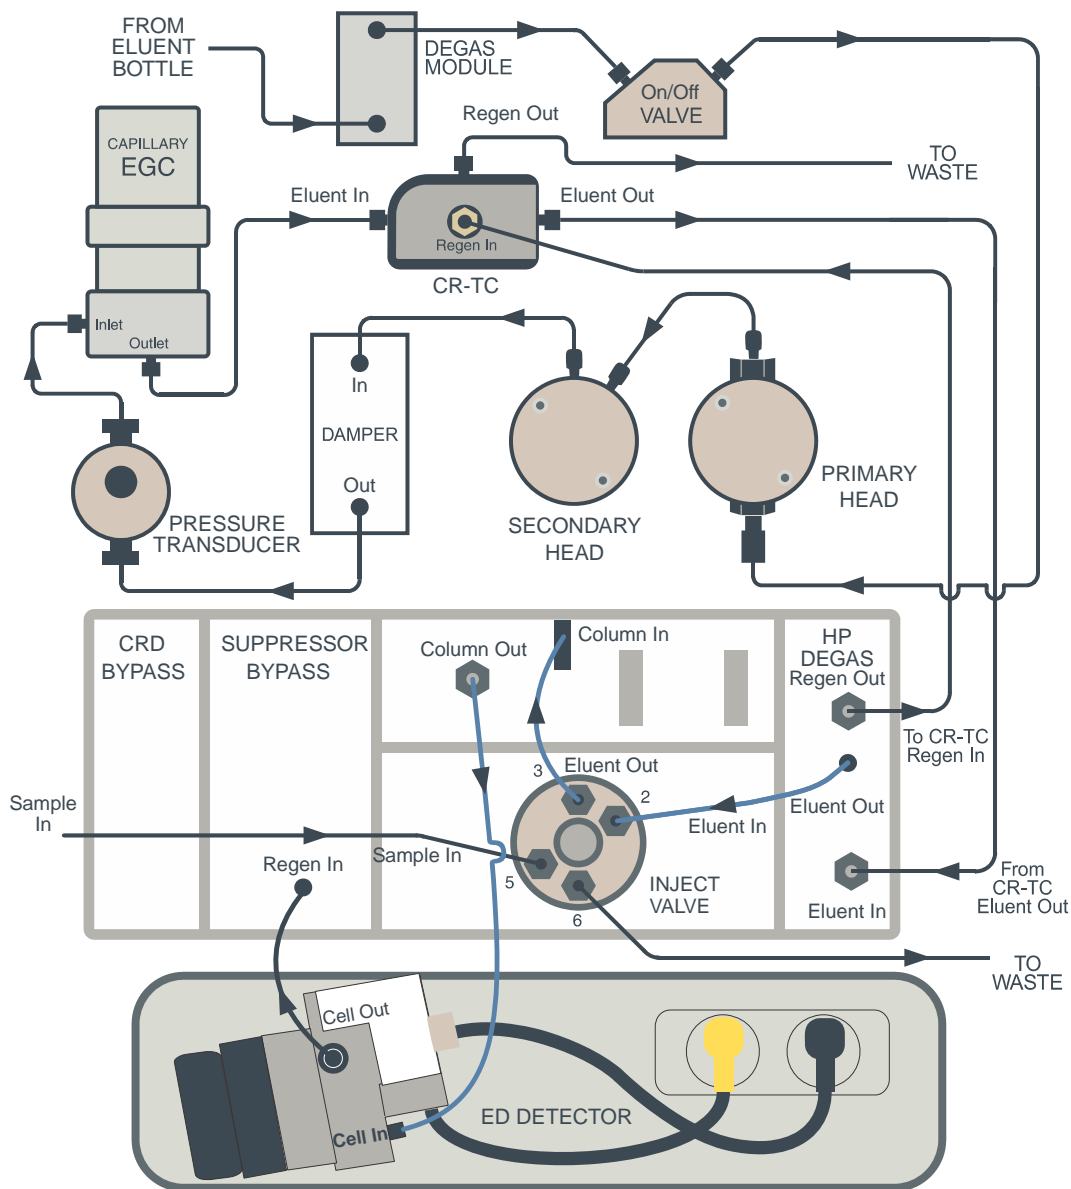 FROM
ELUENT
BOTTLE
DEGAS
MODULE
On/Off
VALVE
Regen Out
TO
WASTE
CAPILLARY
EGC
Eluent In
Eluent Out
Regen In
CR-TC
Inlet
Outlet
In
DAMPER
Out
PRESSURE
TRANSDUCER
SECONDARY
HEAD
PRIMARY
HEAD
CRD
BYPASS
SUPPRESSOR
BYPASS
Column Out
Column In
HP
DEGAS
Regen Out
To CR-TC
Regen In
3
Eluent Out
2
Eluent In
Eluent Out
Sample
In
Sample In
Regen In
5
6
INJECT
VALVE
Eluent In
From
CR-TC
Eluent Out
TO
WASTE
Cell Out
Cell In
ED DETECTOR